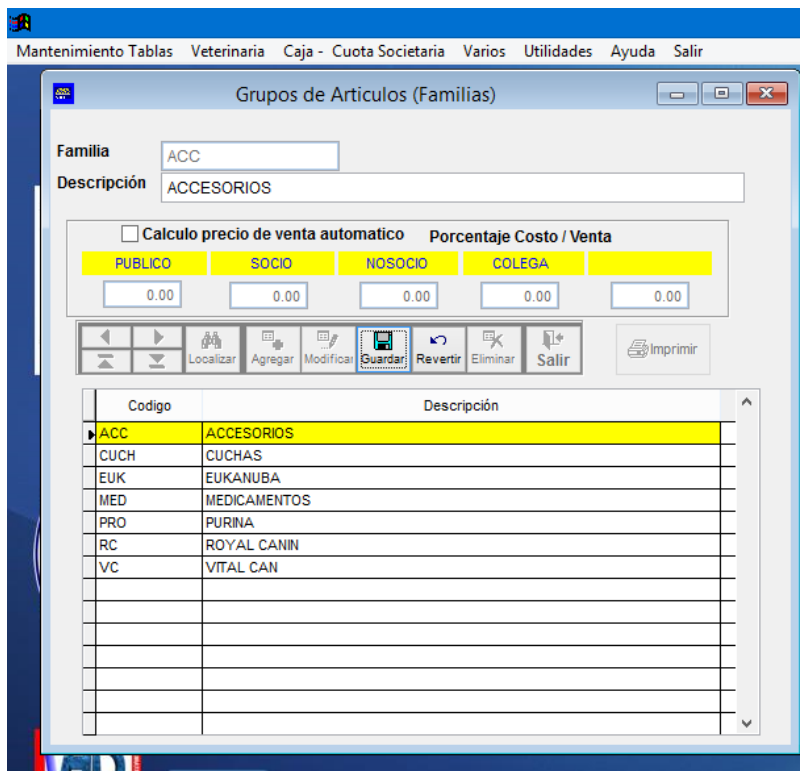 Mantenimiento Tablas Veterinaria Caja - Cuota Societaria Varios Utilidades Ayuda Salir
Grupos de Articulos (Familias)
Familia ACC
Descripción ACCESORIOS
Calculo precio de venta automatico Porcentaje Costo / Venta
PUBLICO SOCIO NOSOCIO COLEGA
0.00 0.00 0.00 0.00 0.00
Localizar Agregar Modificar Guardar Revertir Eliminar Salir Imprimir
Codigo Descripción
ACC ACCESORIOS
CUCH CUCHAS
EUK EUKANUBA
MED MEDICAMENTOS
PRO PURINA
RC ROYAL CANIN
VC VITAL CAN